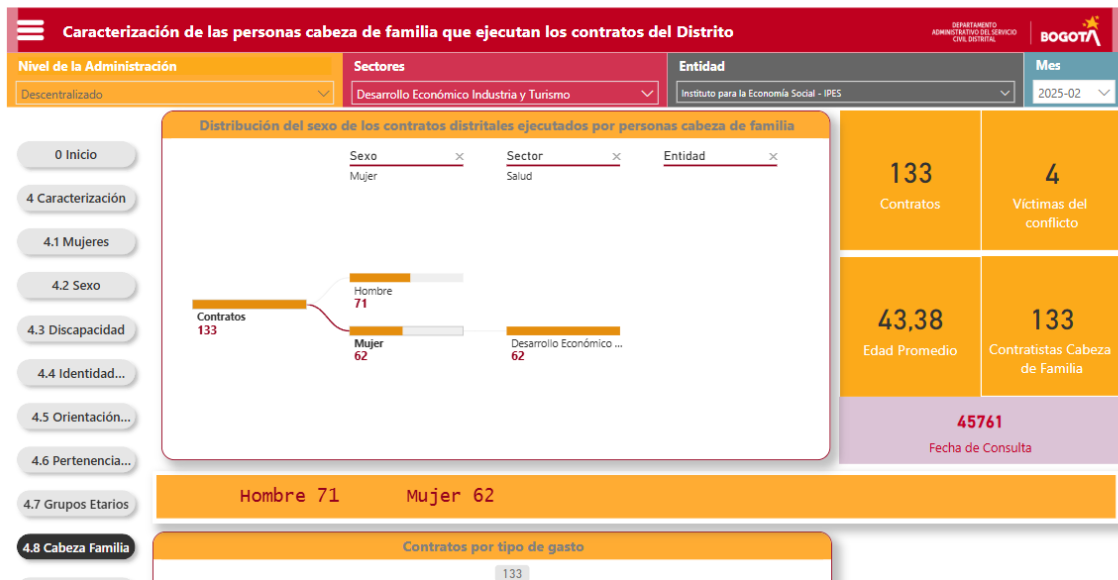 Caracterización de las personas cabeza de familia que ejecutan los contratos del Distrito
DEPARTAMENTO
ADMINISTRATIVO DEL SERVICIO
CIVIL DISTRITAL
BOGOTÁ
Nivel de la Administración
Descentralizado
Sectores
Desarrollo Económico Industria y Turismo
Entidad
Instituto para la Economía Social - IPES
Mes
2025-02
0 Inicio
4 Caracterización
4.1 Mujeres
4.2 Sexo
4.3 Discapacidad
4.4 Identidad...
4.5 Orientación...
4.6 Pertenencia...
4.7 Grupos Etarios
4.8 Cabeza Familia
Distribución del sexo de los contratos distritales ejecutados por personas cabeza de familia
Sexo
Mujer
Sector
Salud
Entidad
Contratos
133
Hombre
71
Mujer
62
Desarrollo Económico ...
62
133
Contratos
4
Víctimas del
conflicto
43,38
Edad Promedio
133
Contratistas Cabeza
de Familia
45761
Fecha de Consulta
Hombre 71 Mujer 62
Contratos por tipo de gasto
133